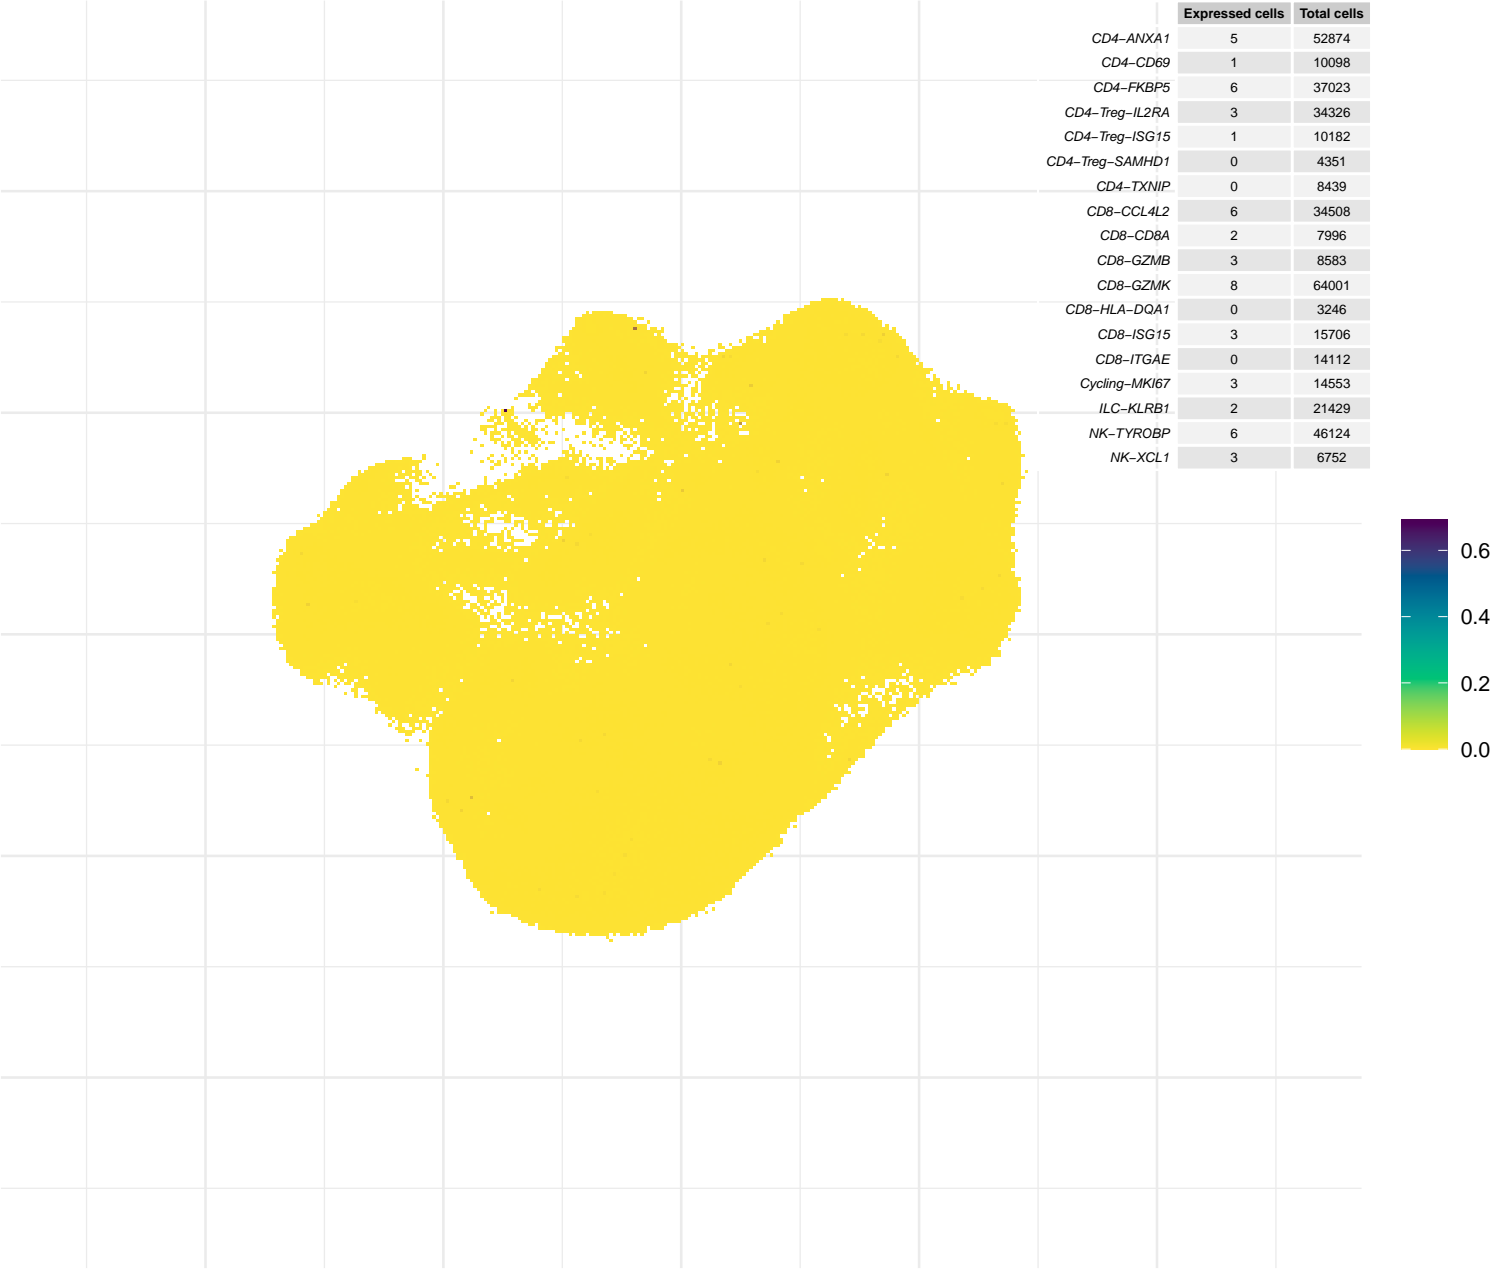 Expressed cells Total cells
CD4−ANXA1 5 52874
CD4−CD69 1 10098
CD4−FKBP5 6 37023
CD4−Treg−IL2RA 3 34326
CD4−Treg−ISG15 1 10182
CD4−Treg−SAMHD1 0 4351
CD4−TXNIP 0 8439
CD8−CCL4L2 6 34508
CD8−CD8A 2 7996
CD8−GZMB 3 8583
CD8−GZMK 8 64001
CD8−HLA−DQA1 0 3246
CD8−ISG15 3 15706
CD8−ITGAE 0 14112
Cycling−MKI67 3 14553
ILC−KLRB1 2 21429
NK−TYROBP 6 46124
NK−XCL1 3 6752
0.6
0.4
0.2
0.0